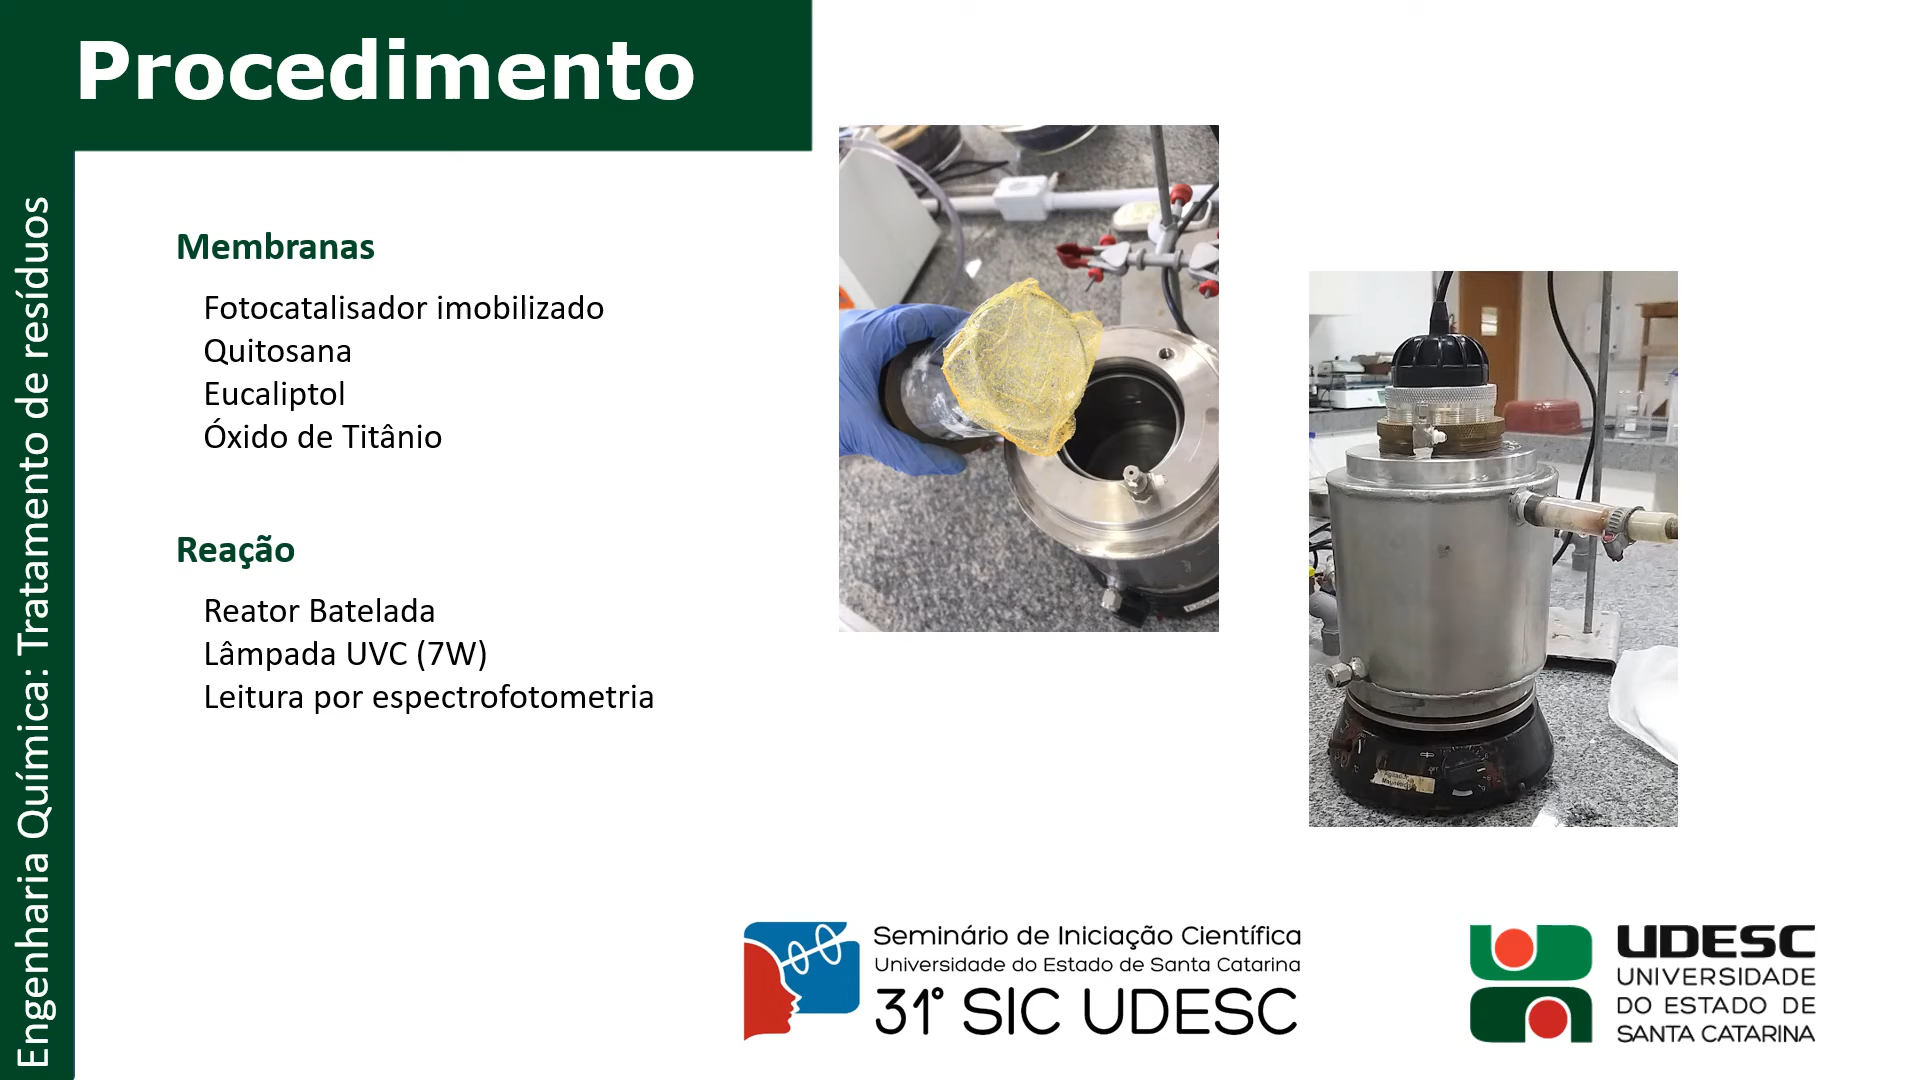 Procedimento
Engenharia Química: Tratamento de resíduos
Membranas
Fotocatalisador imobilizado
Quitosana
Eucaliptol
Óxido de Titânio
Reação
Reator Batelada
Lâmpada UVC (7W)
Leitura por espectrofotometria
Seminário de Iniciação Científica
Universidade do Estado de Santa Catarina
31º SIC UDESC
UDESC
UNIVERSIDADE
DO ESTADO DE
SANTA CATARINA